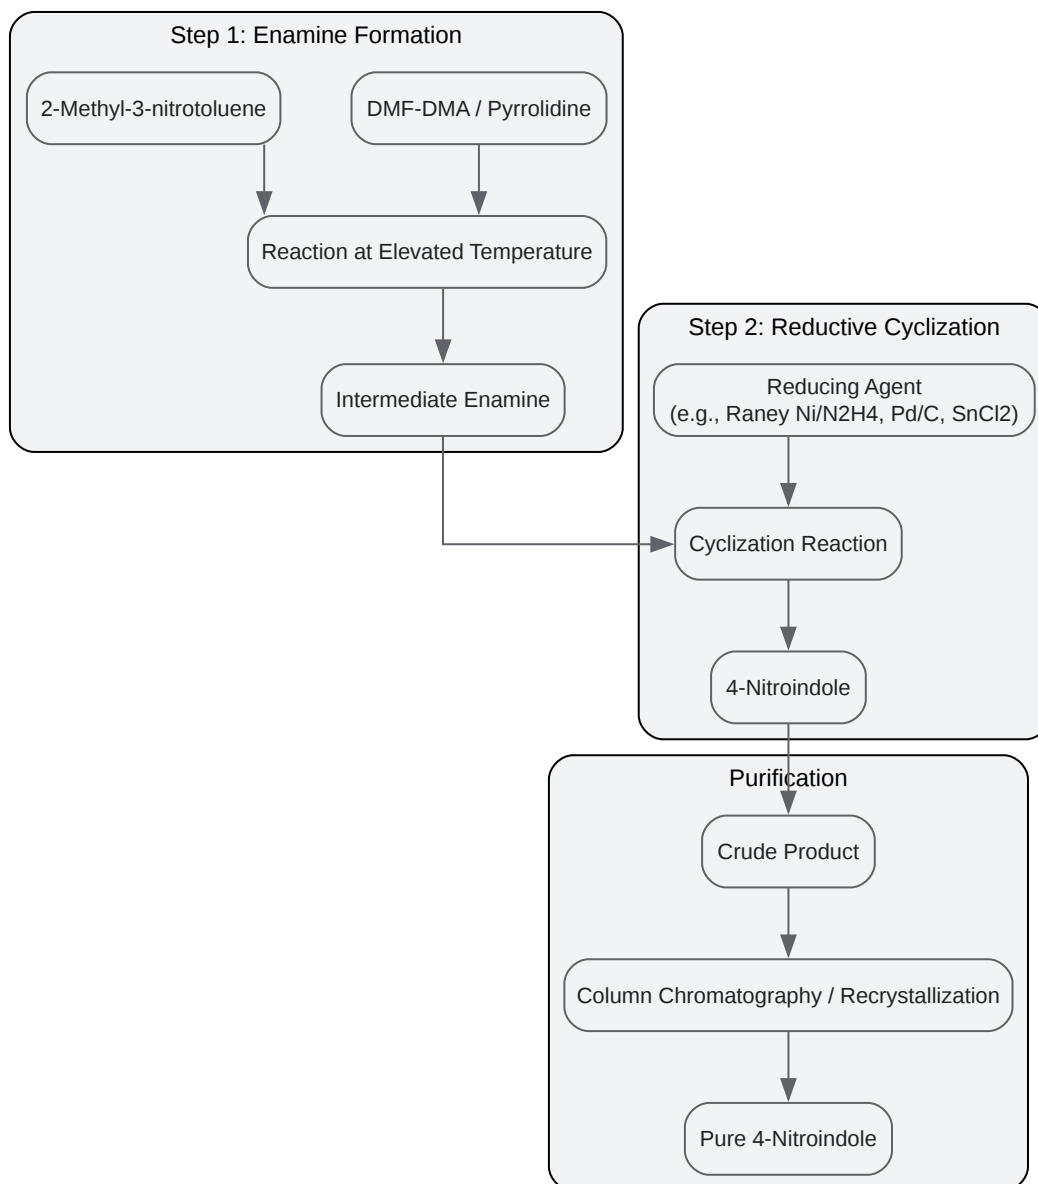 Step 1: Enamine Formation
2-Methyl-3-nitrotoluene
DMF-DMA / Pyrrolidine
Reaction at Elevated Temperature
Intermediate Enamine
Step 2: Reductive Cyclization
Reducing Agent
(e.g., Raney Ni/N2H4, Pd/C, SnCl2)
Cyclization Reaction
4-Nitroindole
Purification
Crude Product
Column Chromatography / Recrystallization
Pure 4-Nitroindole